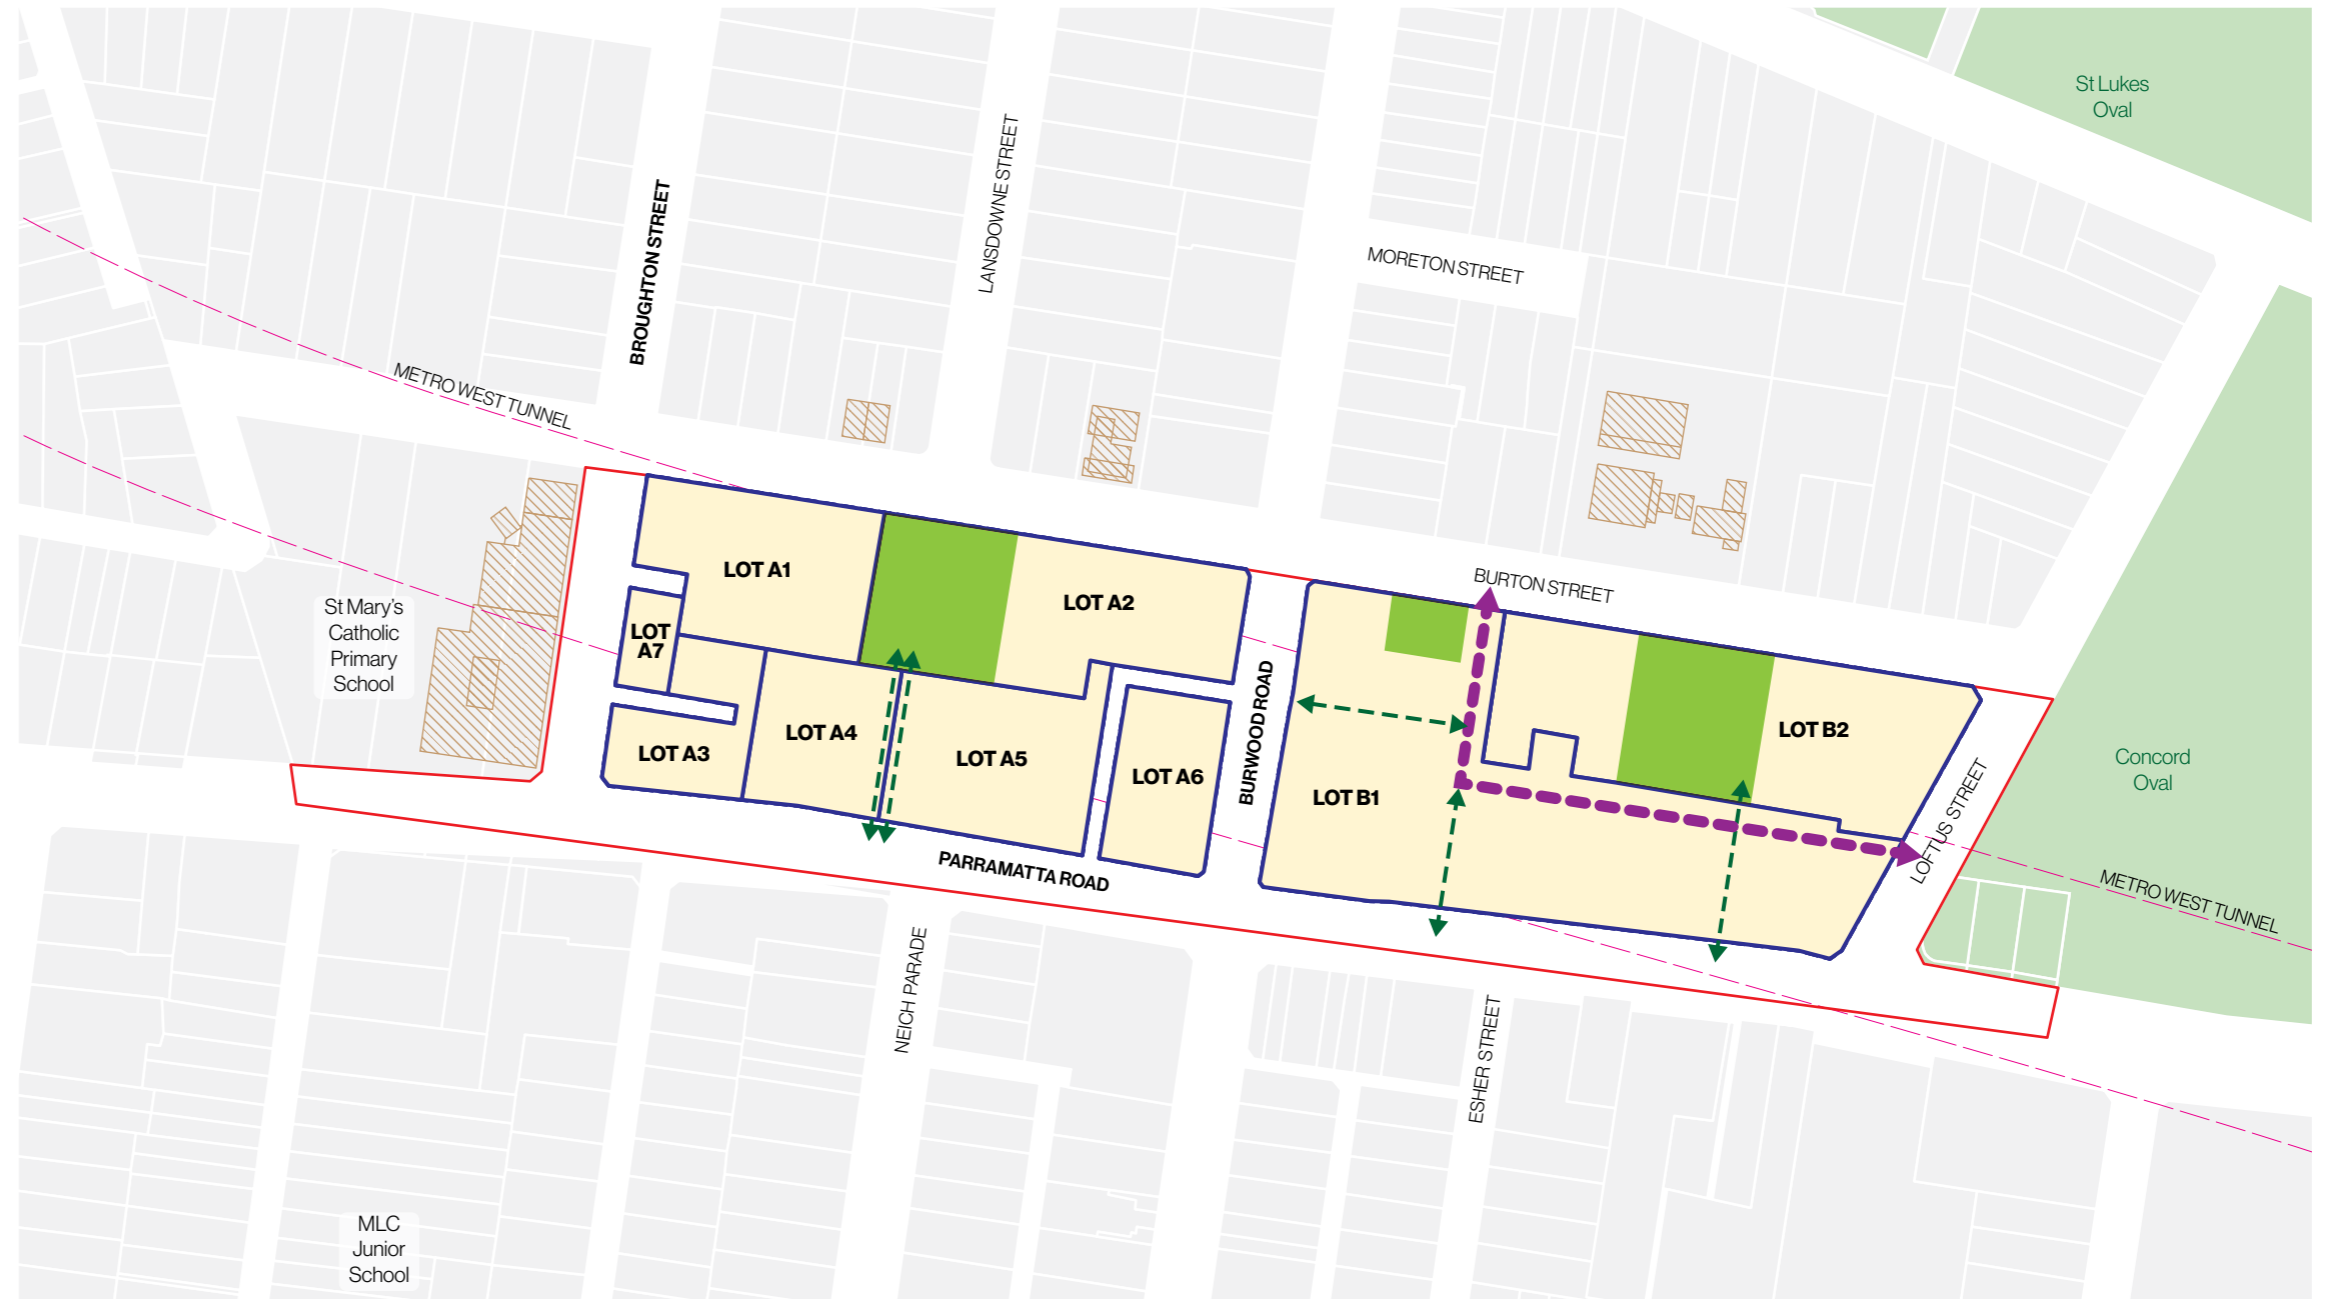 St Lukes
Oval
LANSDOWNE STREET
BROUGHTON STREET
MORETON STREET
METRO WEST TUNNEL
BURTON STREET
LOT A1
LOT A2
St Mary's
Catholic
Primary
School
LOT
A7
LOT A3
LOT A4
LOT A5
LOT A6
BURWOOD ROAD
LOT B1
LOT B2
LOFTUS STREET
Concord
Oval
PARRAMATTA ROAD
METRO WEST TUNNEL
NEICH PARADE
ESHER STREET
MLC
Junior
School